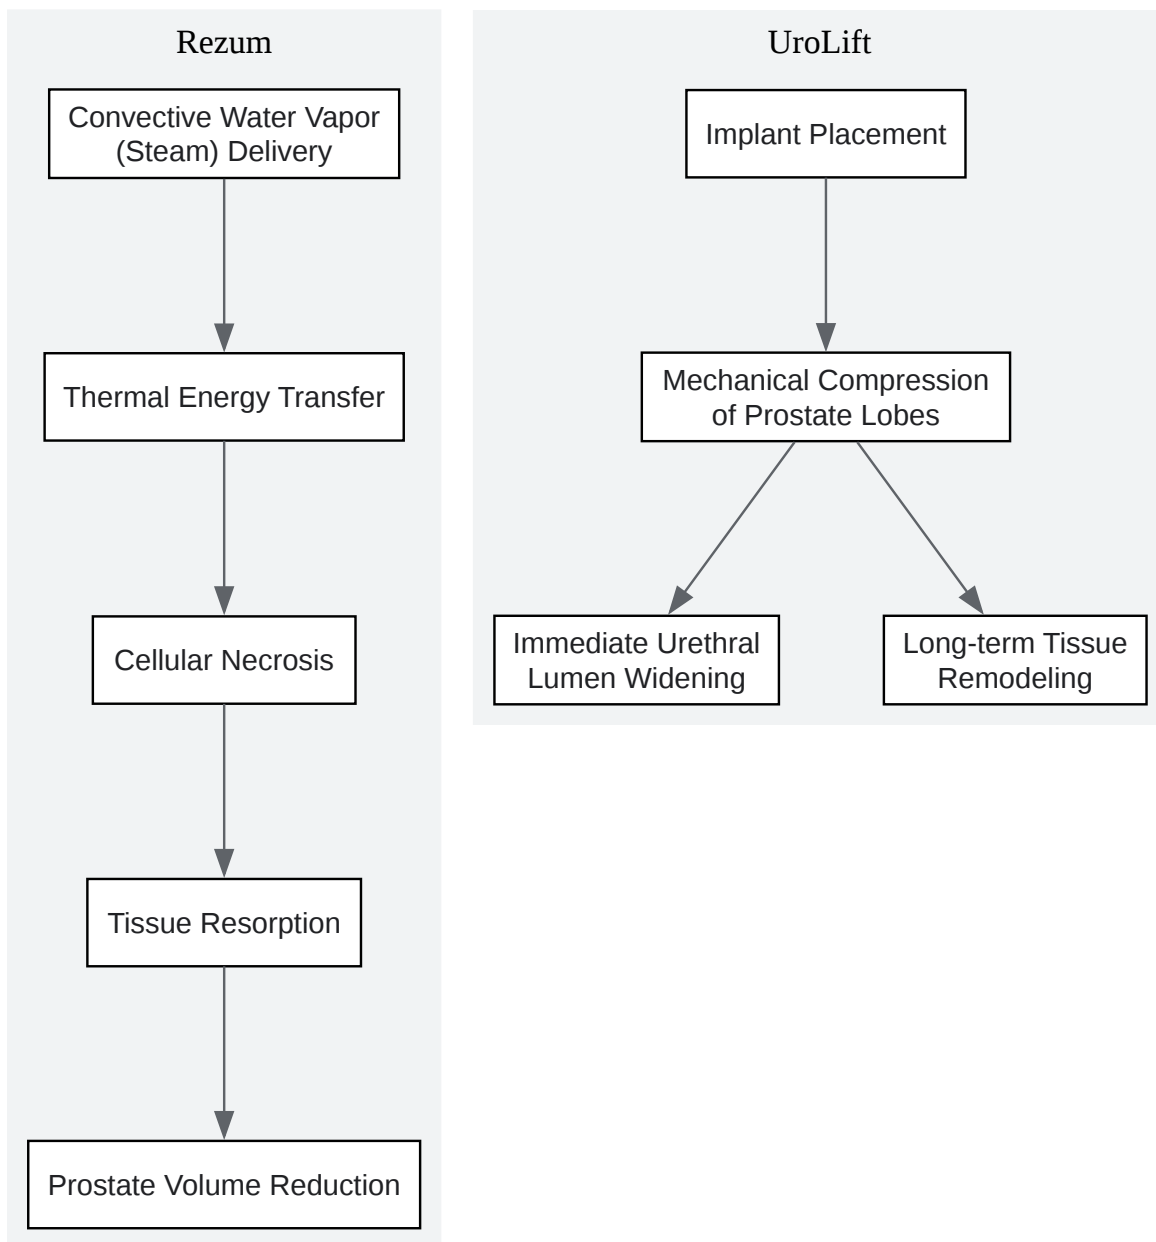 Rezum
Convective Water Vapor
(Steam) Delivery
Thermal Energy Transfer
Cellular Necrosis
Tissue Resorption
Prostate Volume Reduction
UroLift
Implant Placement
Mechanical Compression
of Prostate Lobes
Immediate Urethral
Lumen Widening
Long-term Tissue
Remodeling